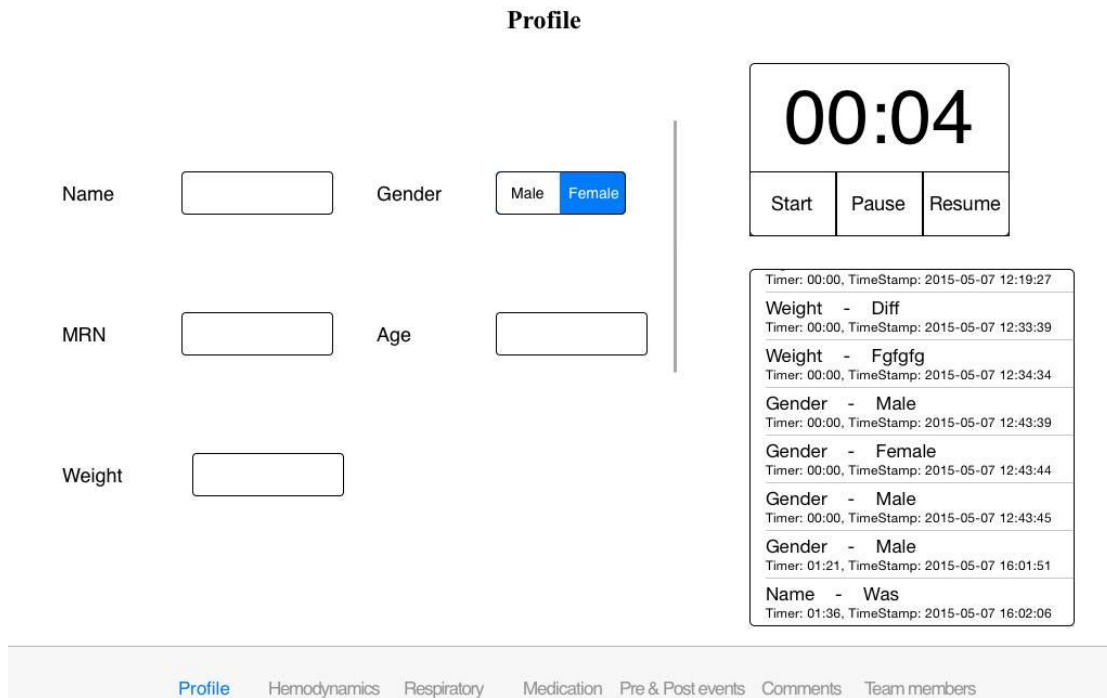 Profile
00:04
Start Pause Resume
Name Gender Male Female
MRN Age
Weight
Timer: 00:00, TimeStamp: 2015-05-07 12:19:27
Weight - Diff
Timer: 00:00, TimeStamp: 2015-05-07 12:33:39
Weight - Fgfgfg
Timer: 00:00, TimeStamp: 2015-05-07 12:34:34
Gender - Male
Timer: 00:00, TimeStamp: 2015-05-07 12:43:39
Gender - Female
Timer: 00:00, TimeStamp: 2015-05-07 12:43:44
Gender - Male
Timer: 00:00, TimeStamp: 2015-05-07 12:43:45
Gender - Male
Timer: 01:21, TimeStamp: 2015-05-07 16:01:51
Name - Was
Timer: 01:36, TimeStamp: 2015-05-07 16:02:06
Profile Hemodynamics Respiratory Medication Pre & Post events Comments Team members